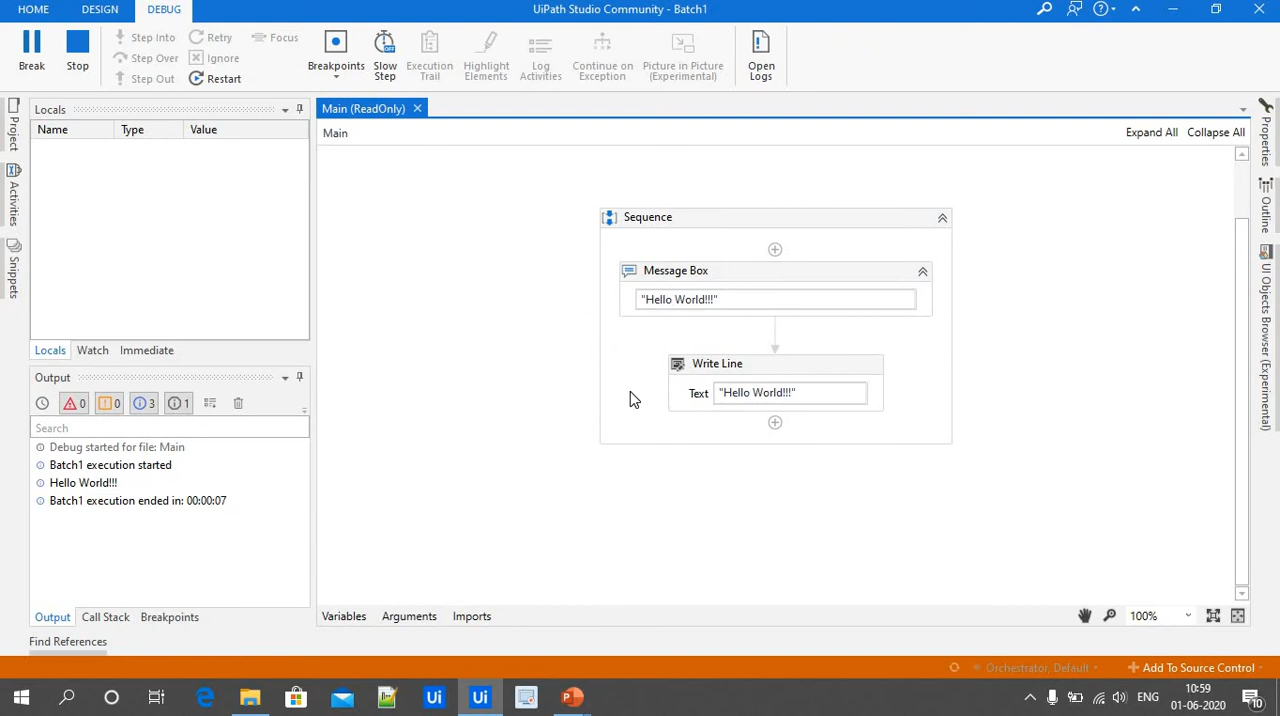 HOME DESIGN DEBUG UiPath Studio Community - Batch1
Break Stop Step Into Step Over Step Out Retry Ignore Restart Focus Breakpoints Slow Step Execution Trail Highlight Elements Log Activities Continue on Exception Picture in Picture (Experimental) Open Logs
Project
Activities
Snippets
Locals
Name Type Value
Locals Watch Immediate
Output
0 0 3 1
Search
Debug started for file: Main
Batch1 execution started
Hello World!!!
Batch1 execution ended in: 00:00:07
Output Call Stack Breakpoints
Find References
Main (ReadOnly)
Main Expand All Collapse All
Sequence
Message Box
"Hello World!!!"
Write Line
Text "Hello World!!!"
Variables Arguments Imports 100%
Properties
Outline
UI Objects Browser (Experimental)
Orchestrator, Default Add To Source Control
Ui Ui ENG 10:59
01-06-2020 10